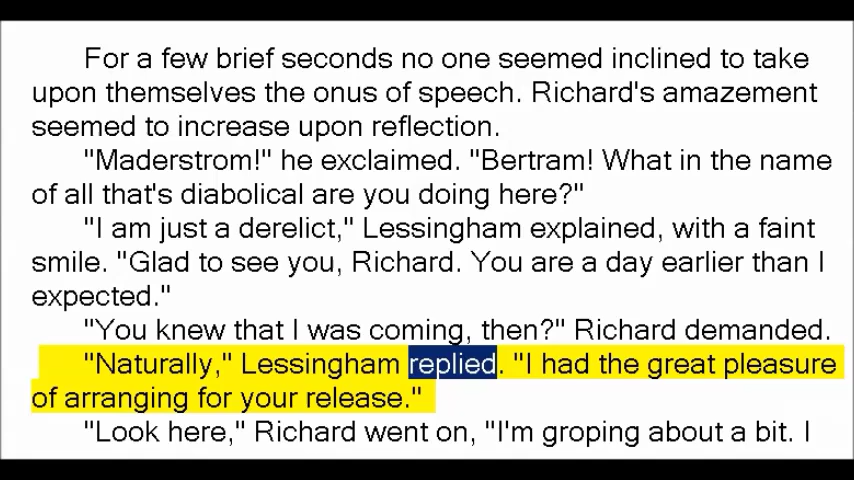 For a few brief seconds no one seemed inclined to take
upon themselves the onus of speech. Richard's amazement
seemed to increase upon reflection.
"Maderstrom!" he exclaimed. "Bertram! What in the name
of all that's diabolical are you doing here?"
"I am just a derelict," Lessingham explained, with a faint
smile. "Glad to see you, Richard. You are a day earlier than I
expected."
"You knew that I was coming, then?" Richard demanded.
"Naturally," Lessingham replied. "I had the great pleasure
of arranging for your release."
"Look here," Richard went on, "I'm groping about a bit. I